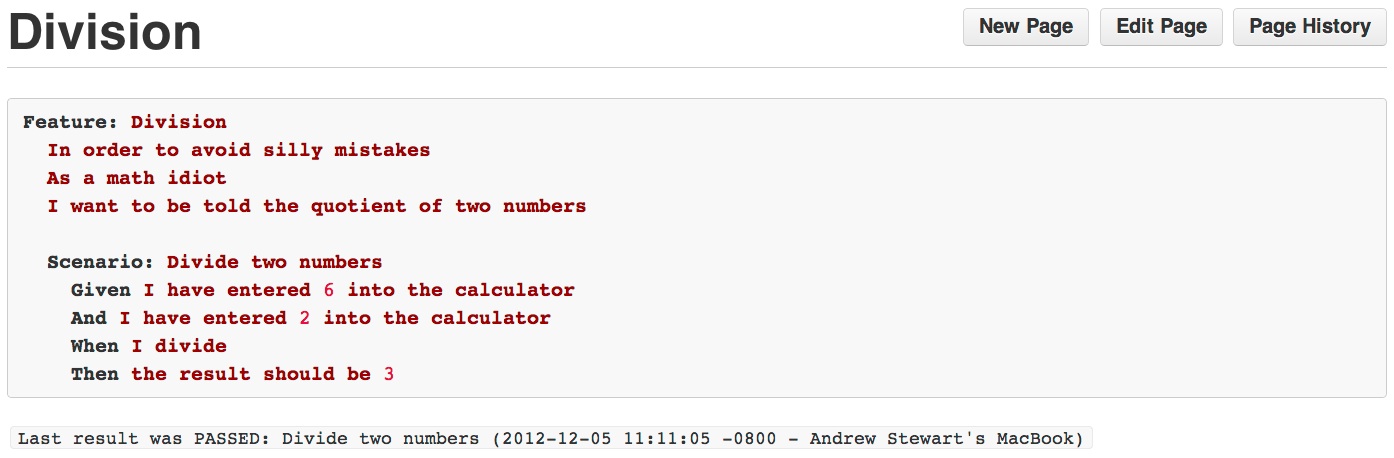 Division
New Page
Edit Page
Page History
Feature: Division
In order to avoid silly mistakes
As a math idiot
I want to be told the quotient of two numbers
Scenario: Divide two numbers
Given I have entered 6 into the calculator
And I have entered 2 into the calculator
When I divide
Then the result should be 3
Last result was PASSED: Divide two numbers (2012-12-05 11:11:05 -0800 - Andrew Stewart's MacBook)